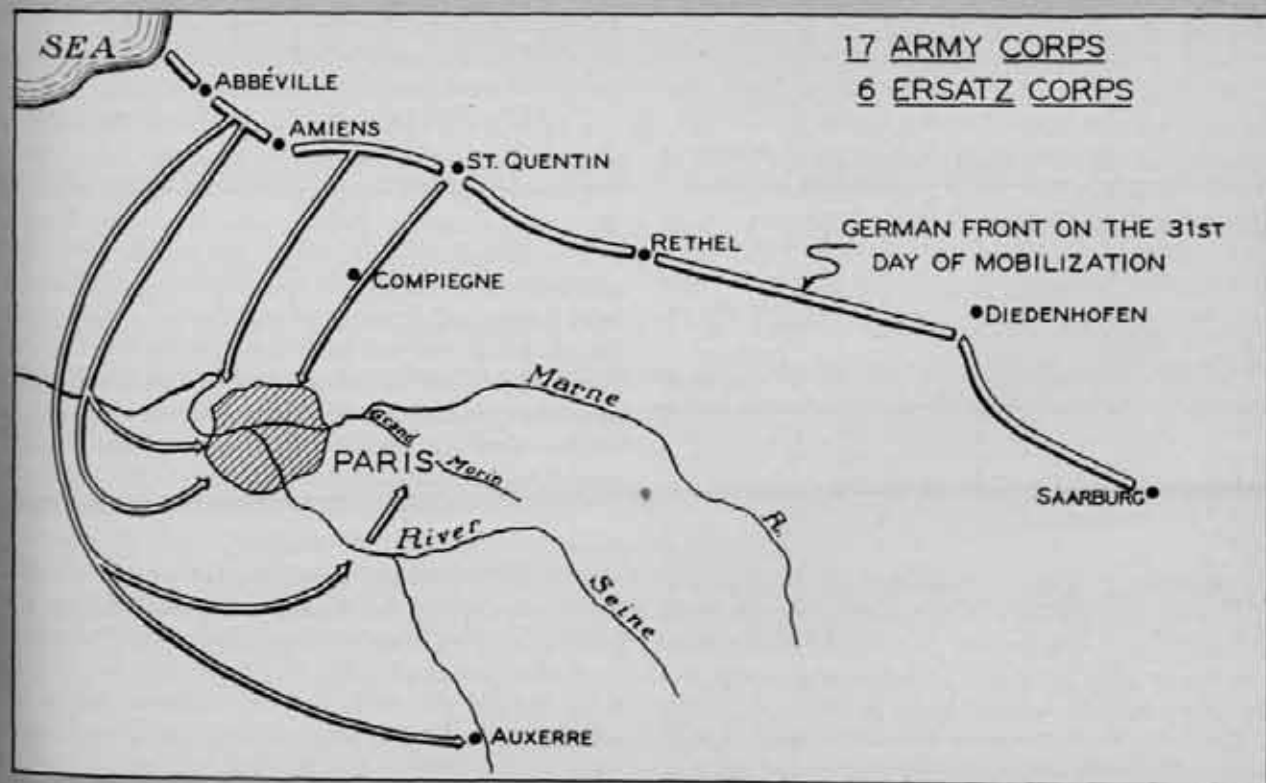 SEA
17 ARMY CORPS
6 ERSATZ CORPS
ABBÉVILLE
AMIENS
ST. QUENTIN
RETHEL
GERMAN FRONT ON THE 31ST
DAY OF MOBILIZATION
COMPIEGNE
DIEDENHOFEN
Marne
R.
Grand
Morin
PARIS
SAARBURG
River
Seine
AUXERRE